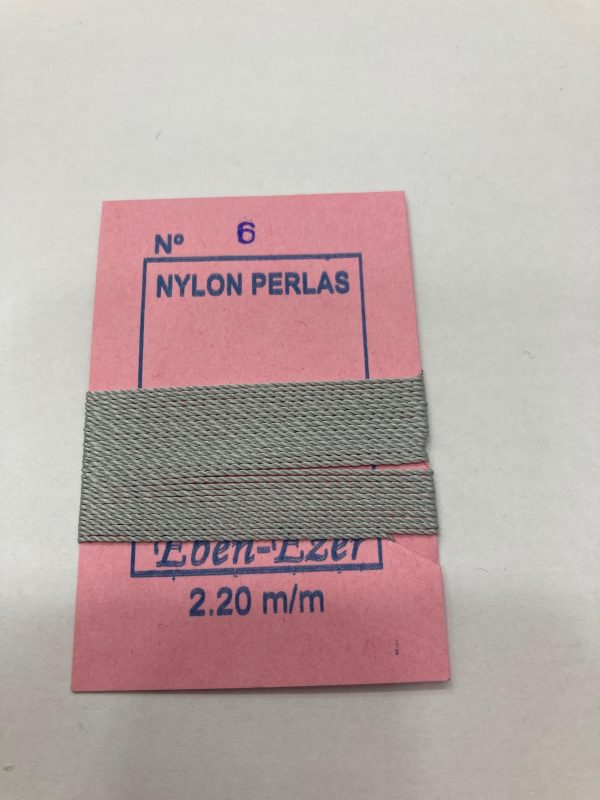 Nº 6
NYLON PERLAS
Eben-Ezer
2.20 m/m